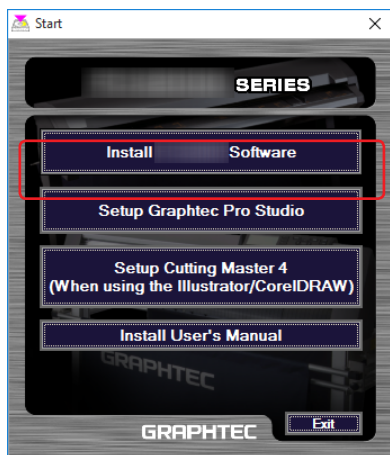 Start
SERIES
Install Software
Setup Graphtec Pro Studio
Setup Cutting Master 4
(When using the Illustrator/CorelDRAW)
Install User's Manual
GRAPHTEC
GRAPHTEC
Exit